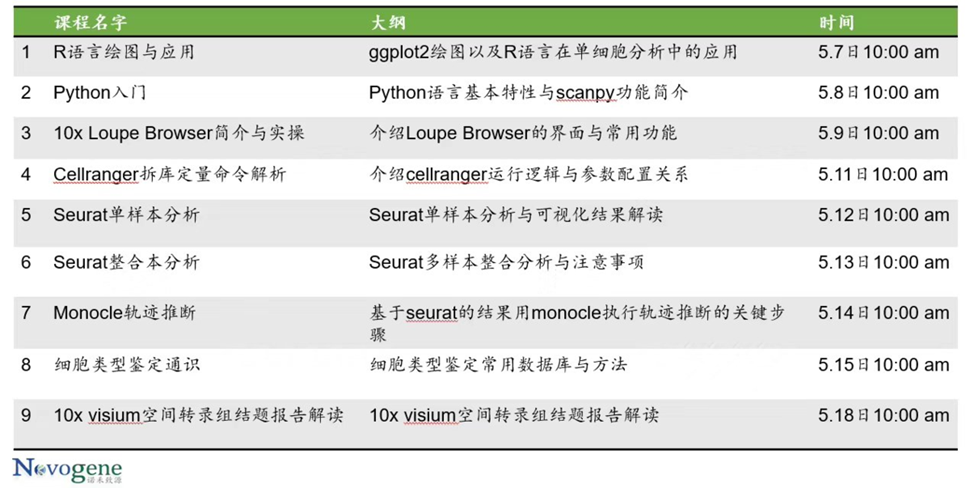 课程名字 大纲 时间
1 R语言绘图与应用 ggplot2绘图以及R语言在单细胞分析中的应用 5.7日10:00 am
2 Python入门 Python语言基本特性与scanpy功能简介 5.8日10:00 am
3 10x Loupe Browser简介与实操 介绍Loupe Browser的界面与常用功能 5.9日10:00 am
4 Cellranger拆库定量命令解析 介绍cellranger运行逻辑与参数配置关系 5.11日10:00 am
5 Seurat单样本分析 Seurat单样本分析与可视化结果解读 5.12日10:00 am
6 Seurat整合本分析 Seurat多样本整合分析与注意事项 5.13日10:00 am
7 Monocle轨迹推断 基于seurat的结果用monocle执行轨迹推断的关键步 5.14日10:00 am
骤
8 细胞类型鉴定通识 细胞类型鉴定常用数据库与方法 5.15日10:00 am
9 10x visium空间转录组结题报告解读 10x visium空间转录组结题报告解读 5.18日10:00 am
Novogene
诺禾致源